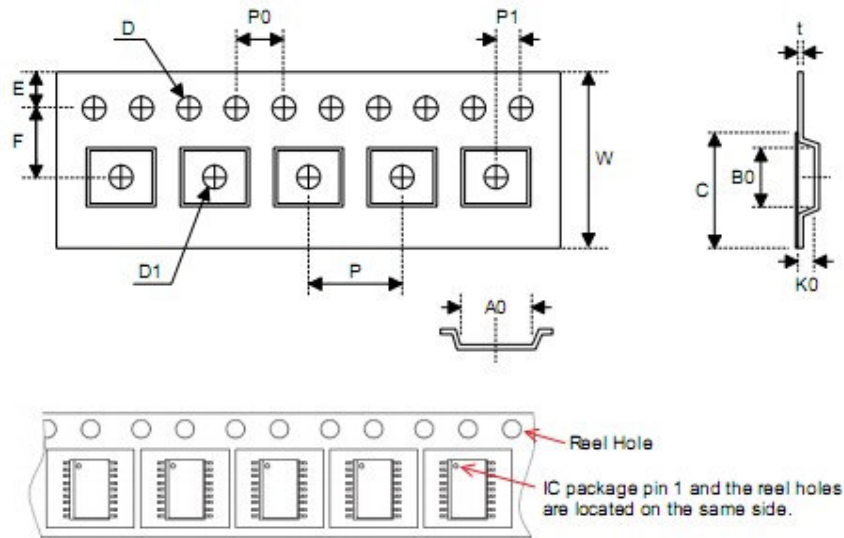 D
P0
P1
t
E
F
W
C
B0
D1
P
K0
A0
Reel Hole
IC package pin 1 and the reel holes
are located on the same side.